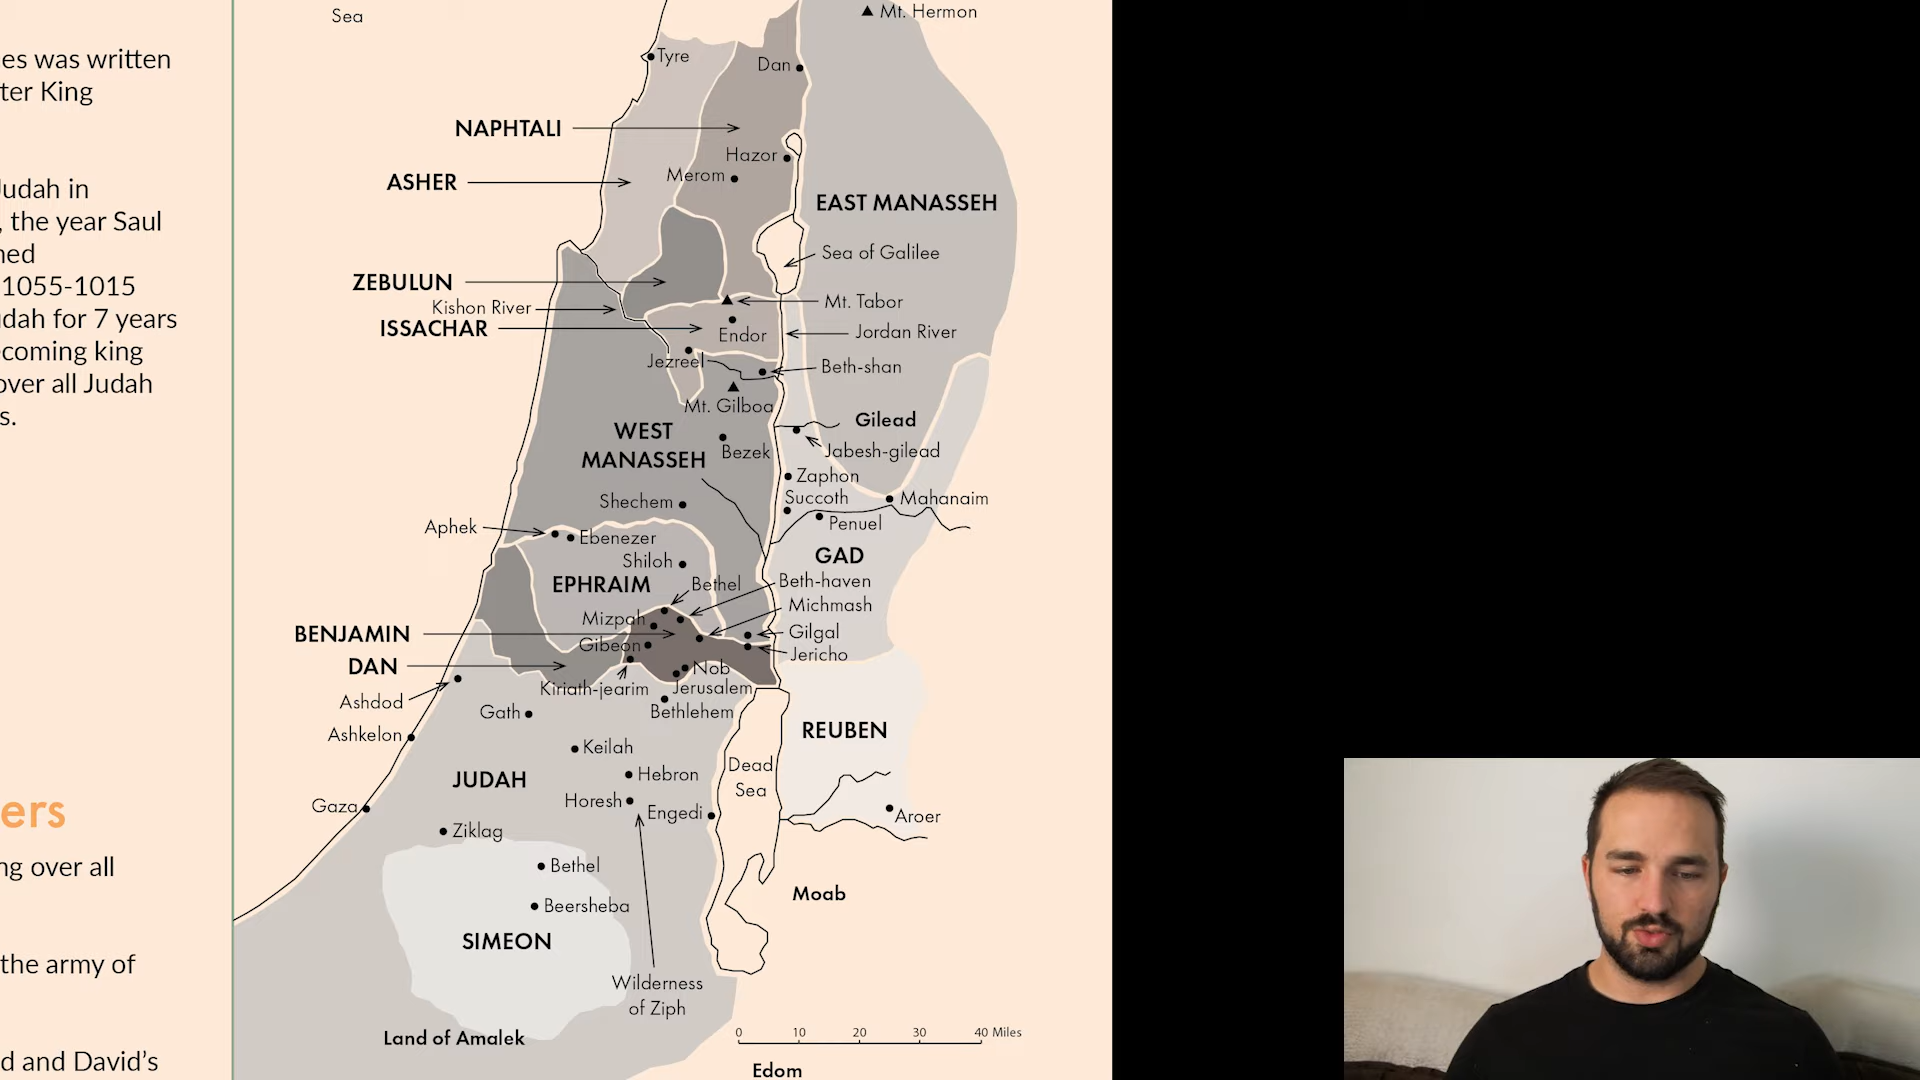 es was written
ter King
Judah in
, the year Saul
ned
1055-1015
udah for 7 years
ecoming king
over all Judah
s.
ers
ng over all
the army of
d and David's
Sea
Mt. Hermon
Tyre
Dan
NAPHTALI
Hazor
Merom
ASHER
EAST MANASSEH
Sea of Galilee
ZEBULUN
Kishon River
Mt. Tabor
ISSACHAR
Endor
Jordan River
Jezreel
Beth-shan
Mt. Gilboa
Gilead
WEST
MANASSEH
Bezek
Jabesh-gilead
Zaphon
Shechem
Succoth
Mahanaim
Penuel
Aphek
Ebenezer
Shiloh
GAD
EPHRAIM
Bethel
Beth-haven
Michmash
Mizpah
BENJAMIN
Gibeon
Gilgal
Jericho
DAN
Nob
Kiriath-jearim
Jerusalem
Ashdod
Gath
Bethlehem
Ashkelon
REUBEN
Keilah
Dead
Sea
JUDAH
Hebron
Horesh
Engedi
Gaza
Aroer
Ziklag
Bethel
Moab
Beersheba
SIMEON
Wilderness
of Ziph
Land of Amalek
0 10 20 30 40 Miles
Edom